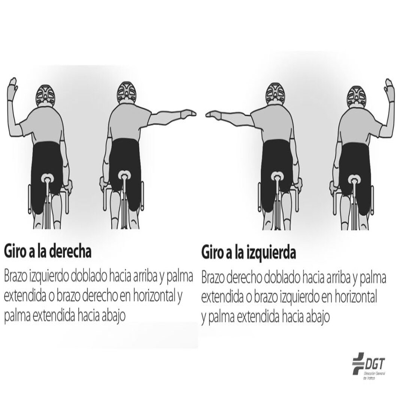 Giro a la derecha
Brazo izquierdo doblado hacia arriba y palma
extendida o brazo derecho en horizontal y
palma extendida hacia abajo
Giro a la izquierda
Brazo derecho doblado hacia arriba y palma
extendida o brazo izquierdo en horizontal
y palma extendida hacia abajo
DGT